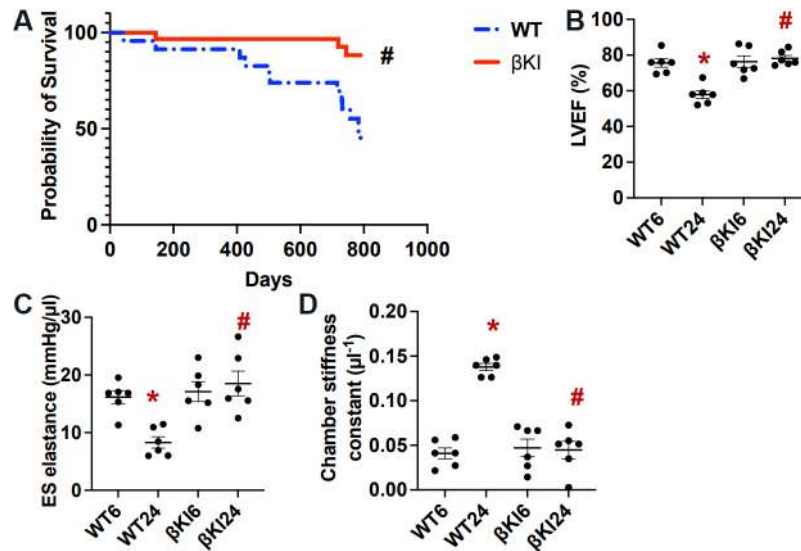 A
Probability of Survival
100
50
0
0 200 400 600 800 1000
Days
#
WT
βKI
B
LVEF (%)
100
80
60
40
20
0
*
#
WT6 WT24 βKI6 βKI24
C
ES elastance (mmHg/µl)
30
20
10
0
*
#
WT6 WT24 βKI6 βKI24
D
Chamber stiffness
constant (µl⁻¹)
0.20
0.15
0.10
0.05
0.00
*
#
WT6 WT24 βKI6 βKI24